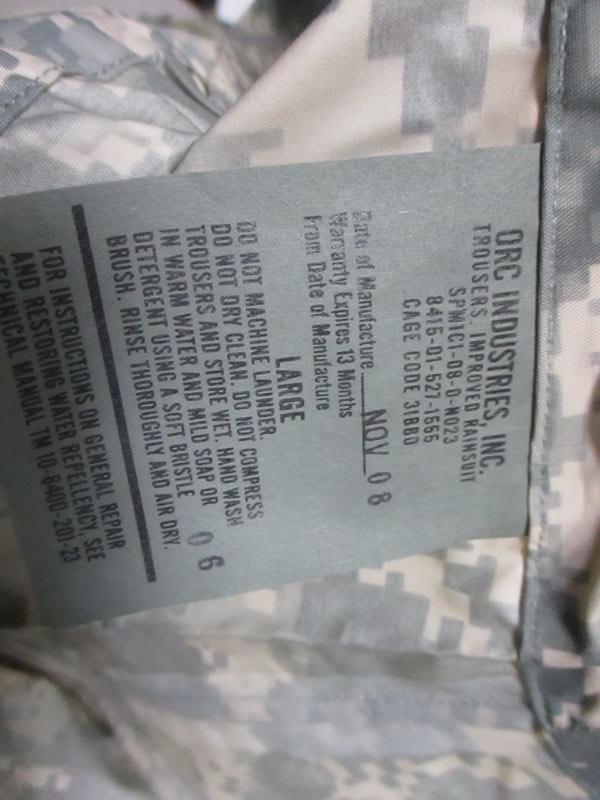 ORC INDUSTRIES, INC.
TROUSERS, IMPROVED RAINSUIT
SPM1C1-08-D-N023
8415-01-527-1555
CAGE CODE 31BB0
Date of Manufacture NOV 08
Warranty Expires 13 Months
From Date of Manufacture
LARGE
DO NOT MACHINE LAUNDER.
DO NOT DRY CLEAN. DO NOT COMPRESS
TROUSERS AND STORE WET. HAND WASH
IN WARM WATER AND MILD SOAP OR
DETERGENT USING A SOFT BRISTLE
BRUSH. RINSE THOROUGHLY AND AIR DRY.
06
FOR INSTRUCTIONS ON GENERAL REPAIR
AND RESTORING WATER REPELLENCY, SEE
TECHNICAL MANUAL TM 10-8400-201-23